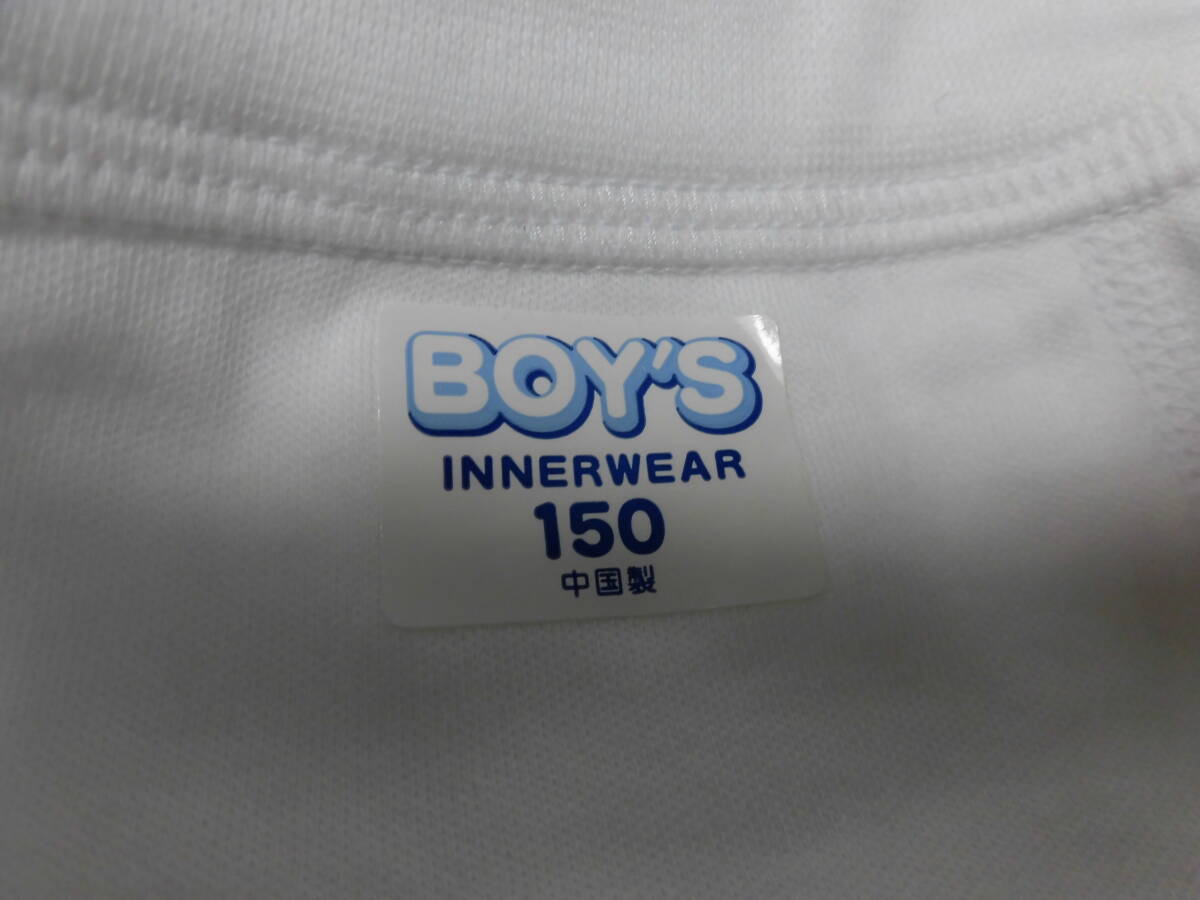 BOY'S
INNERWEAR
150
中国製